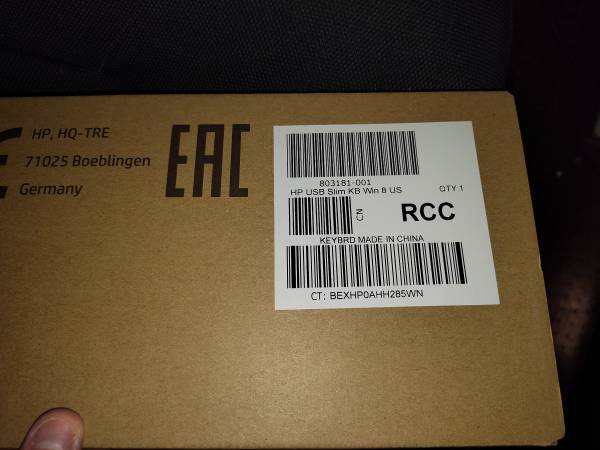 HP, HQ-TRE
71025 Boeblingen
Germany
EAC
803181-001
HP USB Slim KB Win 8 US QTY:1
CN
RCC
KEYBRD MADE IN CHINA
CT: BEXHP0AHH285WN